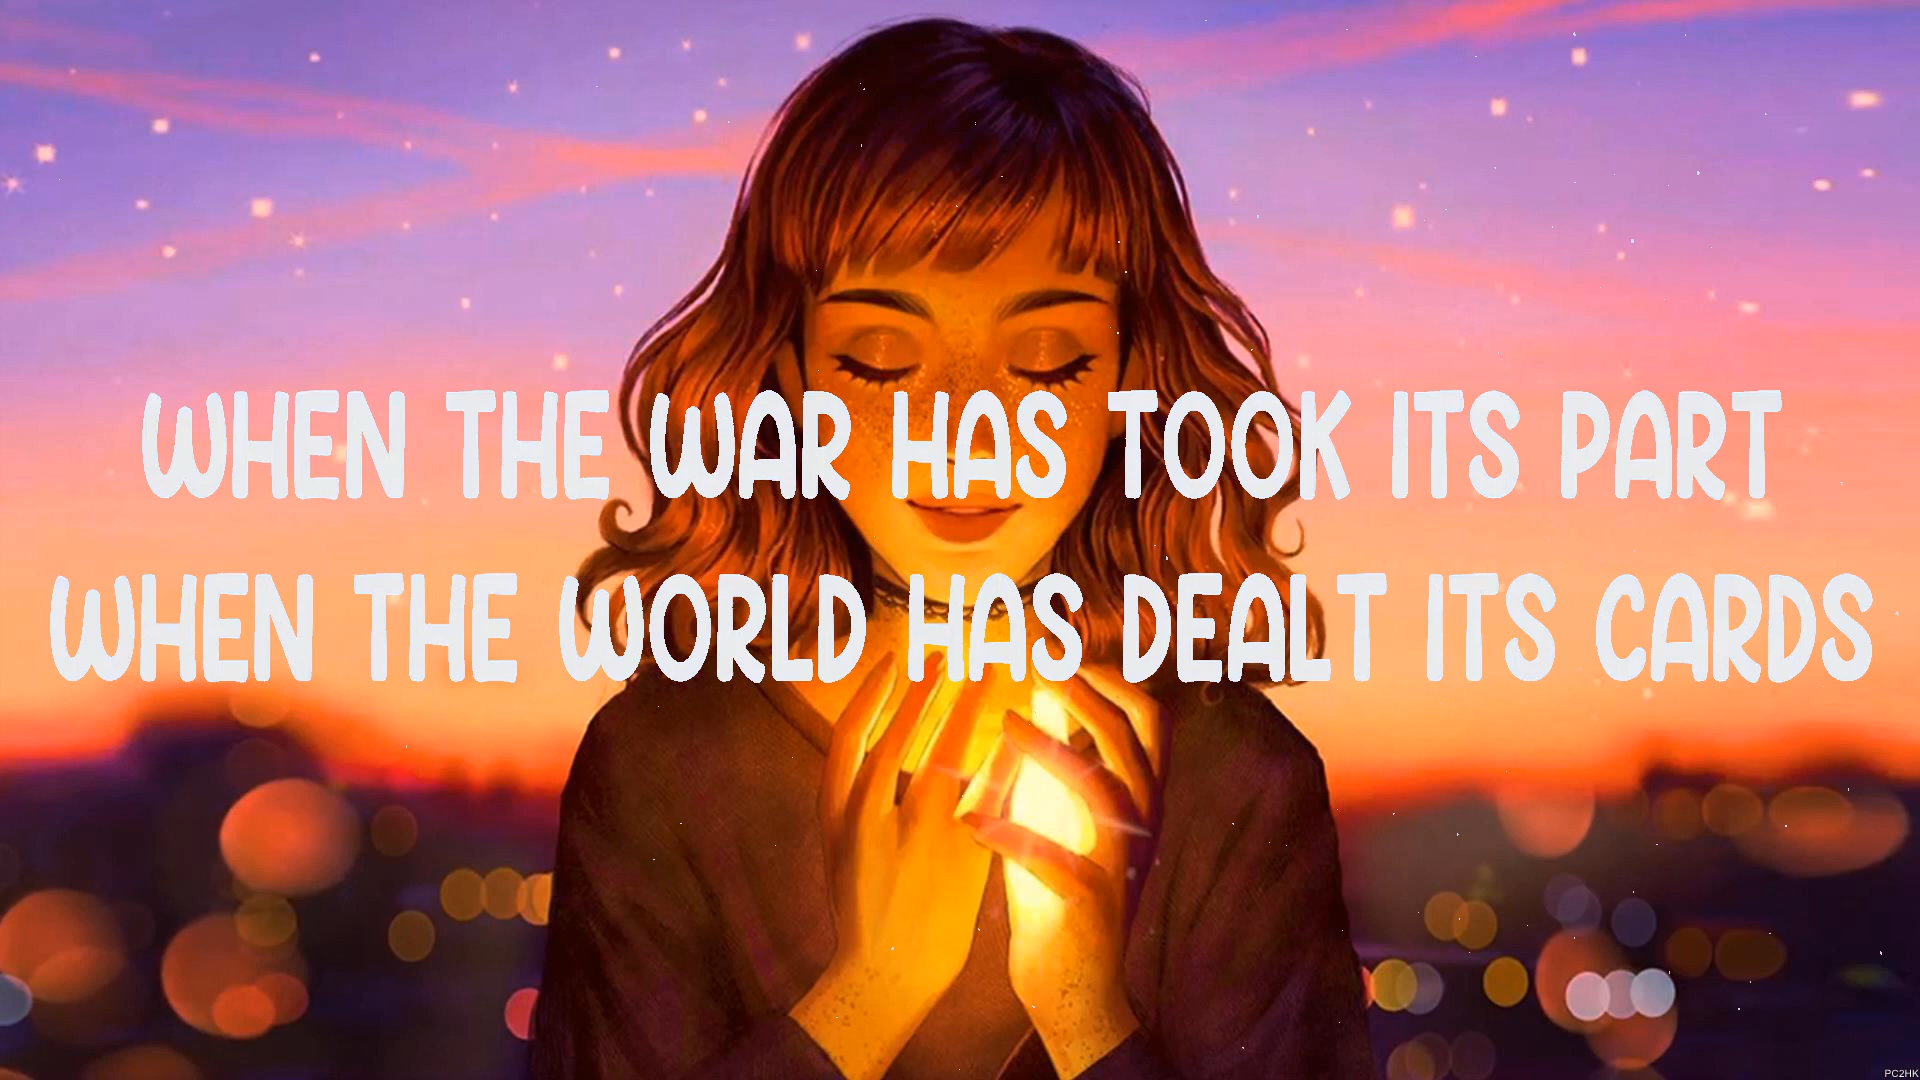 WHEN THE WAR HAS TOOK ITS PART
WHEN THE WORLD HAS DEALT ITS CARDS
PC2HK